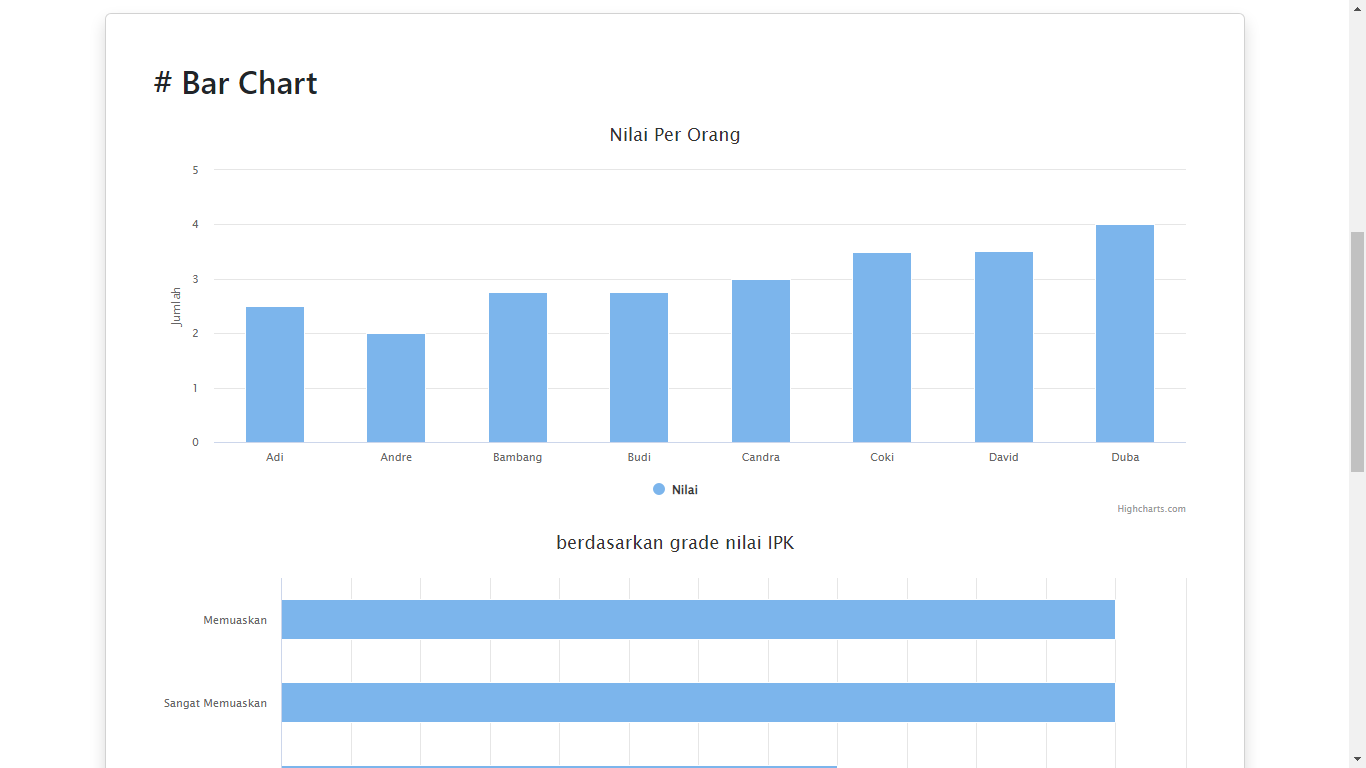 # Bar Chart
Nilai Per Orang
5
4
3
2
1
0
Jumlah
Adi Andre Bambang Budi Candra Coki David Duba
Nilai
Highcharts.com
berdasarkan grade nilai IPK
Memuaskan
Sangat Memuaskan